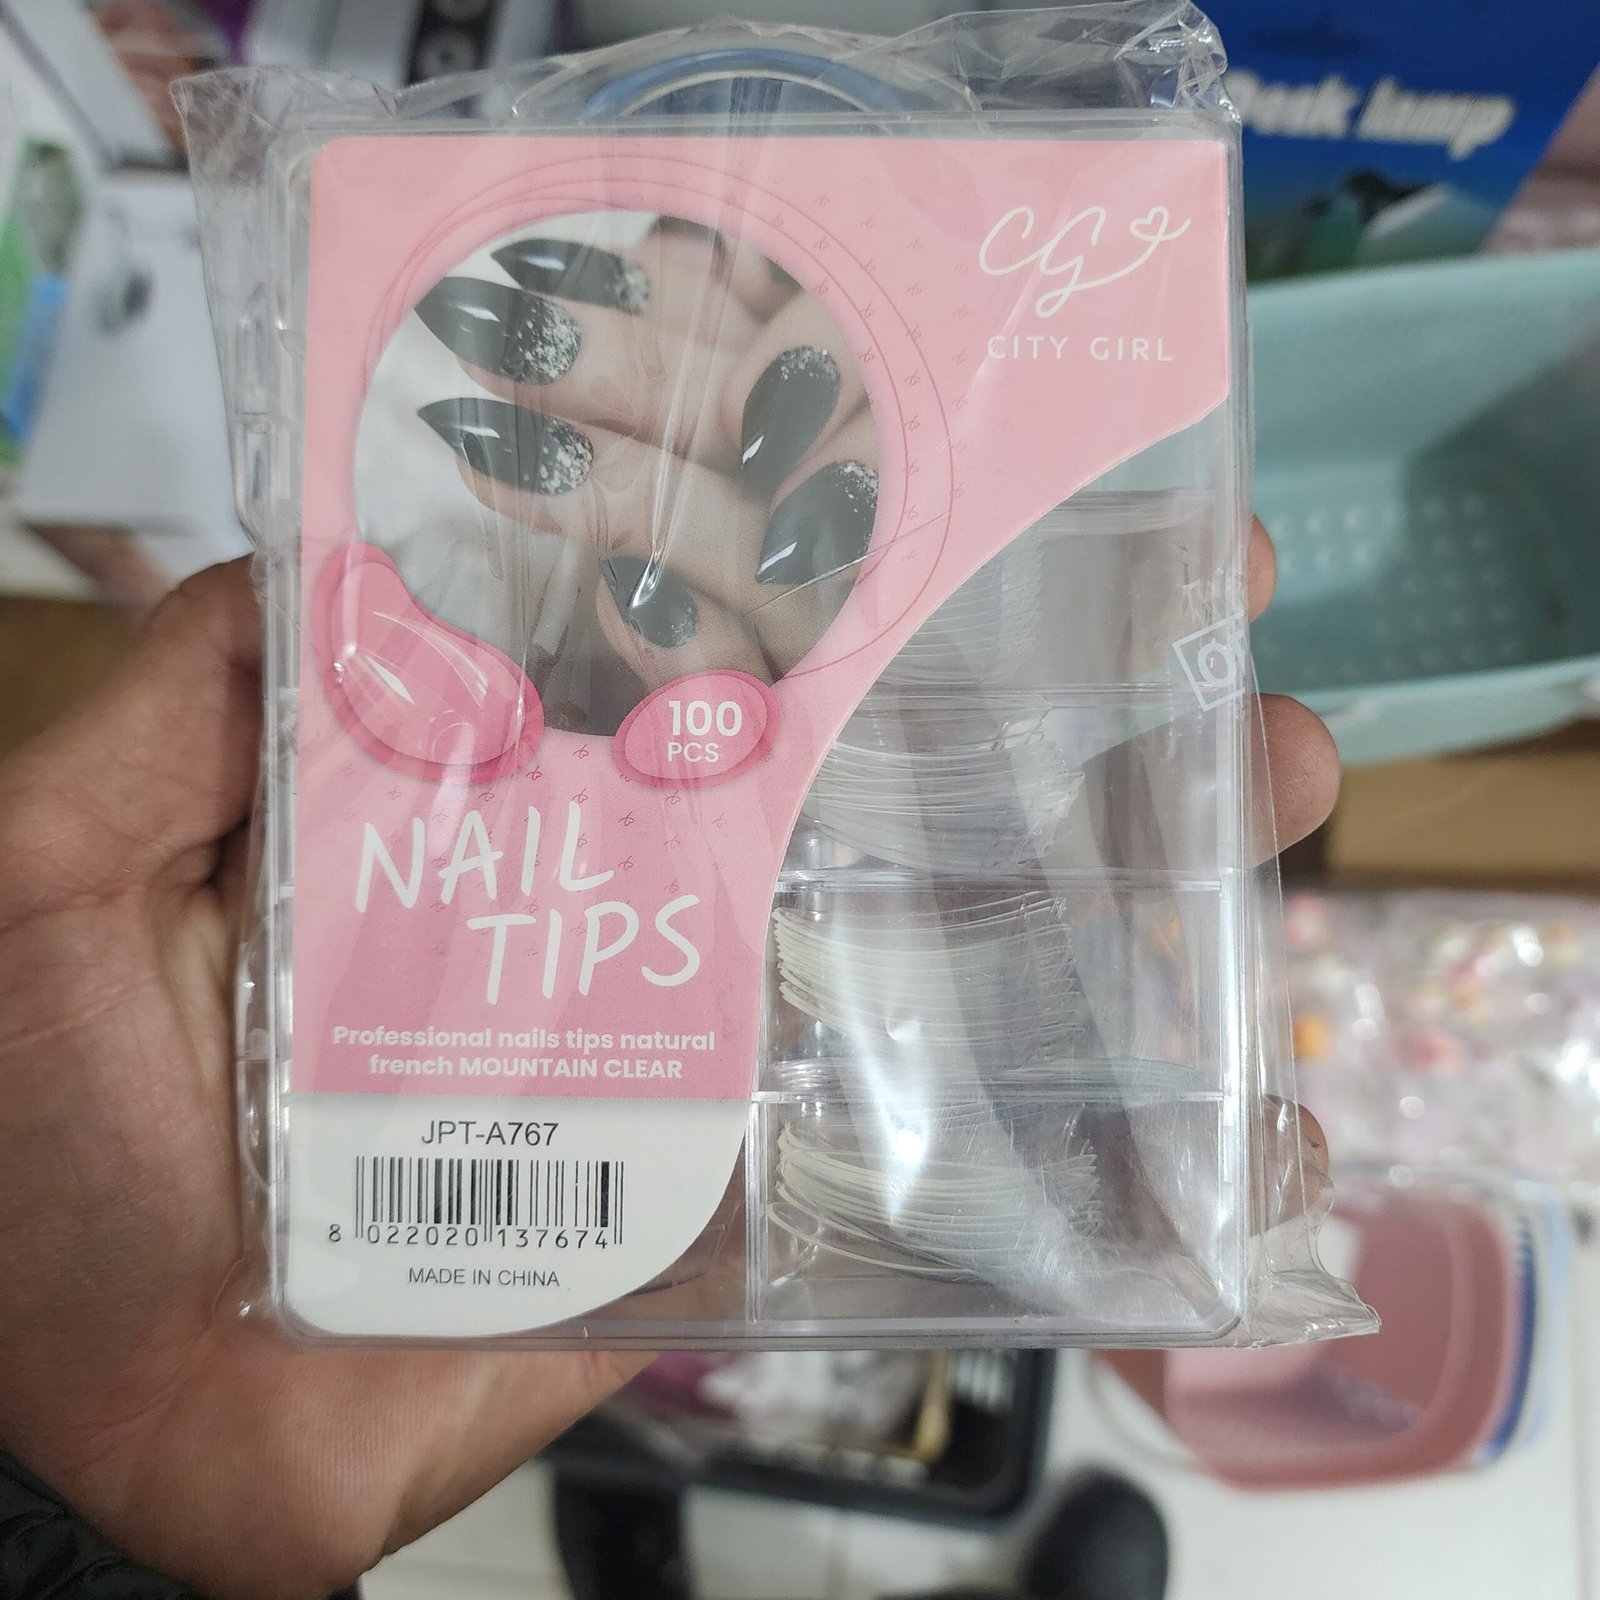 Desk lamp
CG
CITY GIRL
100
PCS
NAIL
TIPS
Professional nails tips natural
french MOUNTAIN CLEAR
JPT-A767
8 022020 137674
MADE IN CHINA